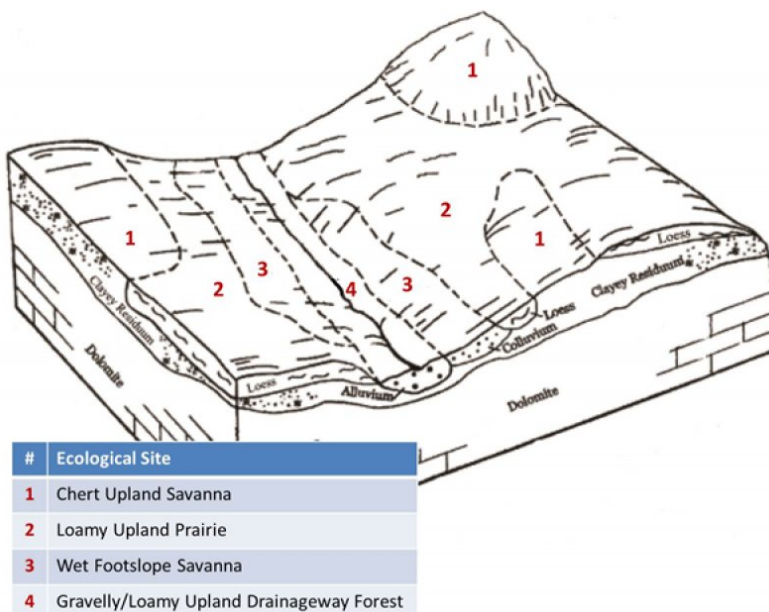 1
2
1
1
Loess
3
2
4
3
Clayey Residuum
Clayey Residuum
Loess
Colluvium
Dolomite
Loess
Alluvium
Dolomite
# Ecological Site
1 Chert Upland Savanna
2 Loamy Upland Prairie
3 Wet Footslope Savanna
4 Gravelly/Loamy Upland Drainageway Forest